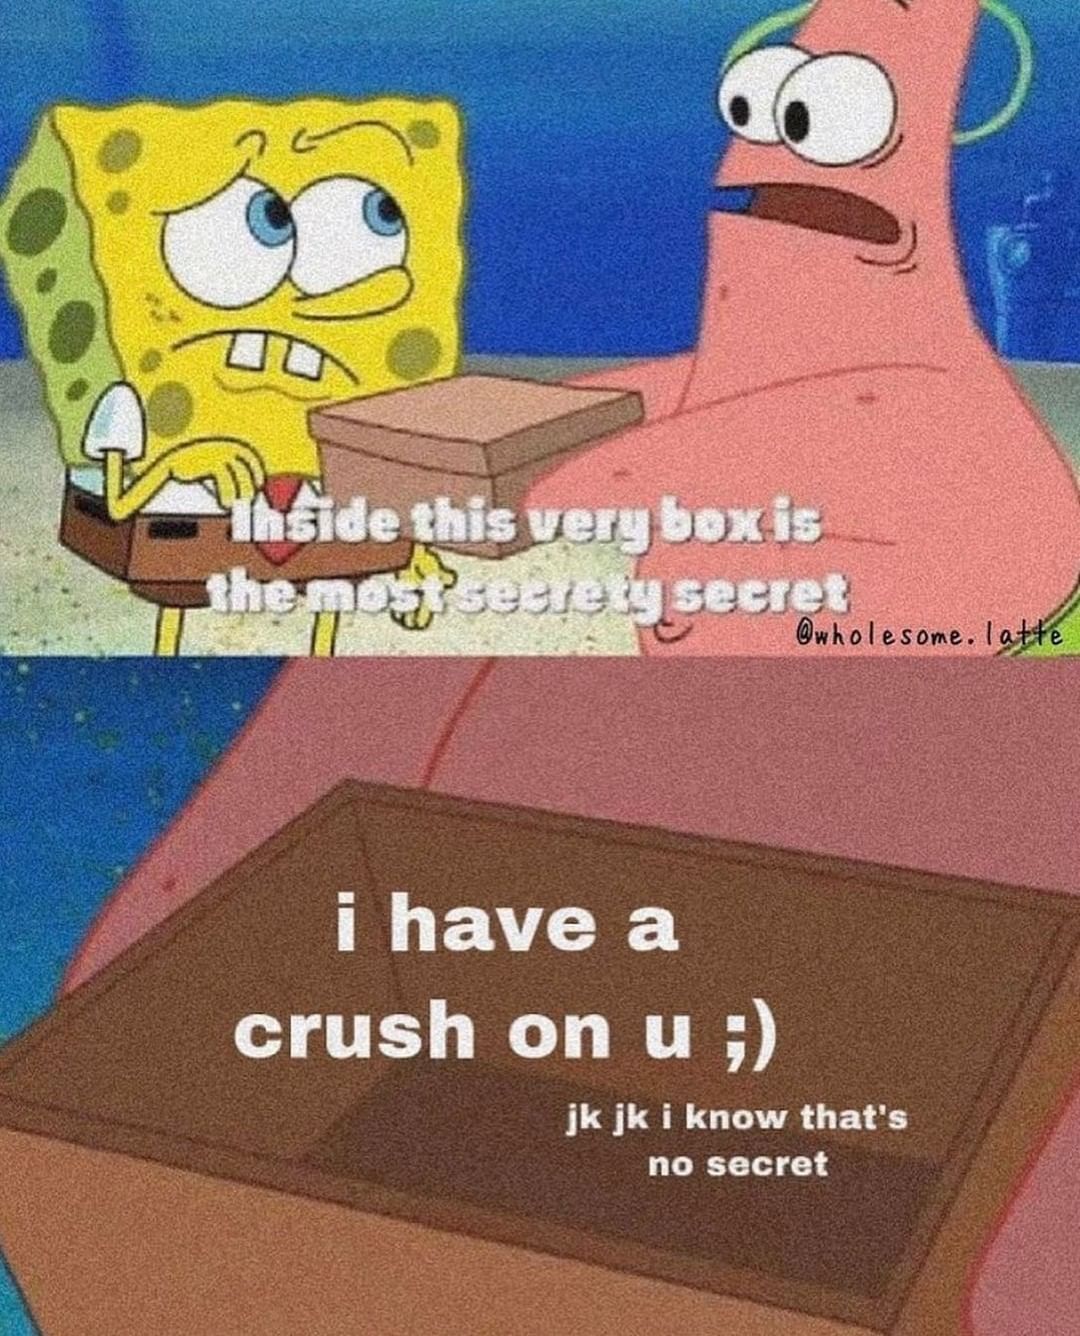 Inside this very box is
the most secrety secret
@wholesome.latte
i have a
crush on u ;)
jk jk i know that's
no secret